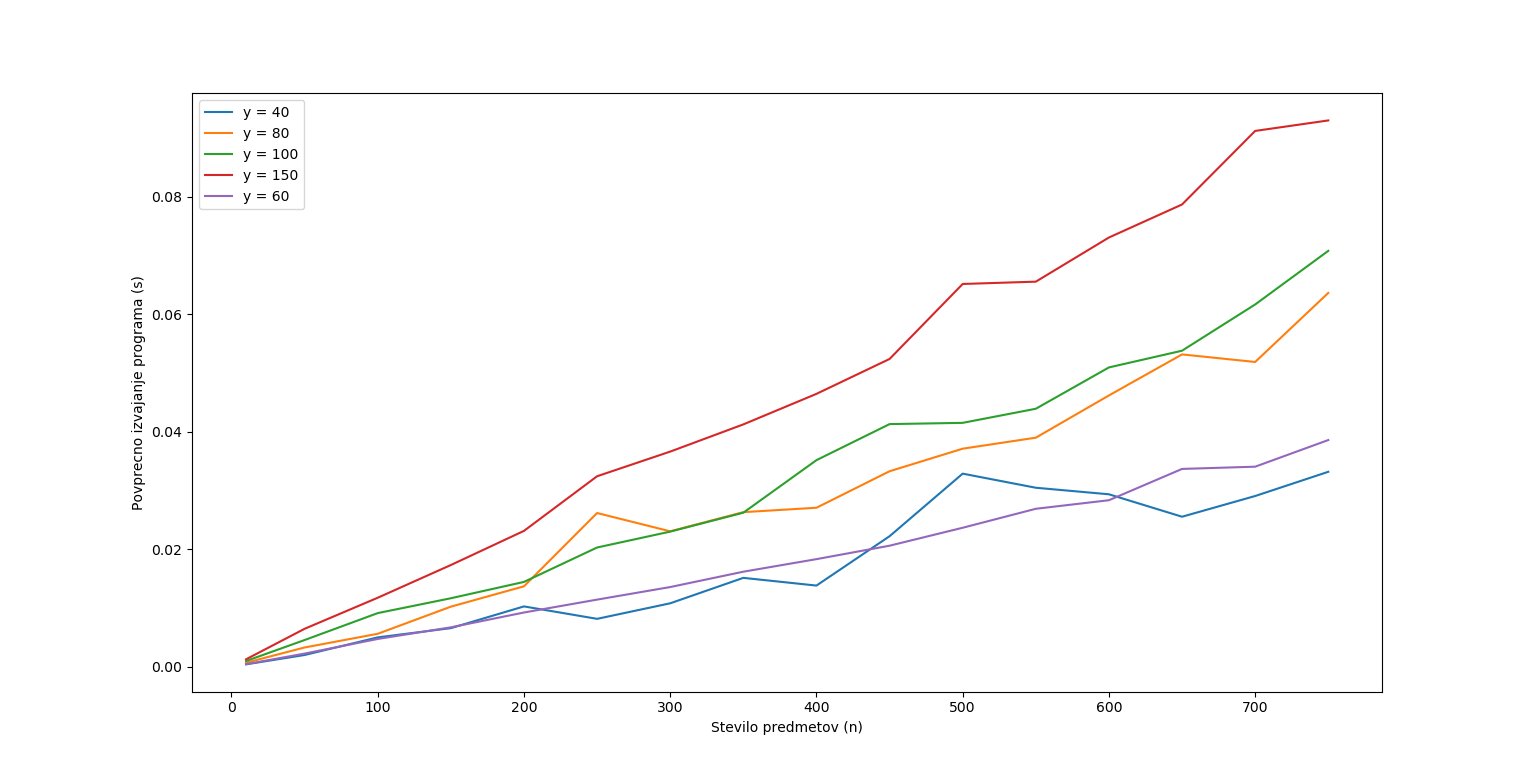 y = 40
y = 80
y = 100
y = 150
y = 60
0.08
0.06
0.04
0.02
0.00
Povprecno izvajanje programa (s)
0 100 200 300 400 500 600 700
Stevilo predmetov (n)